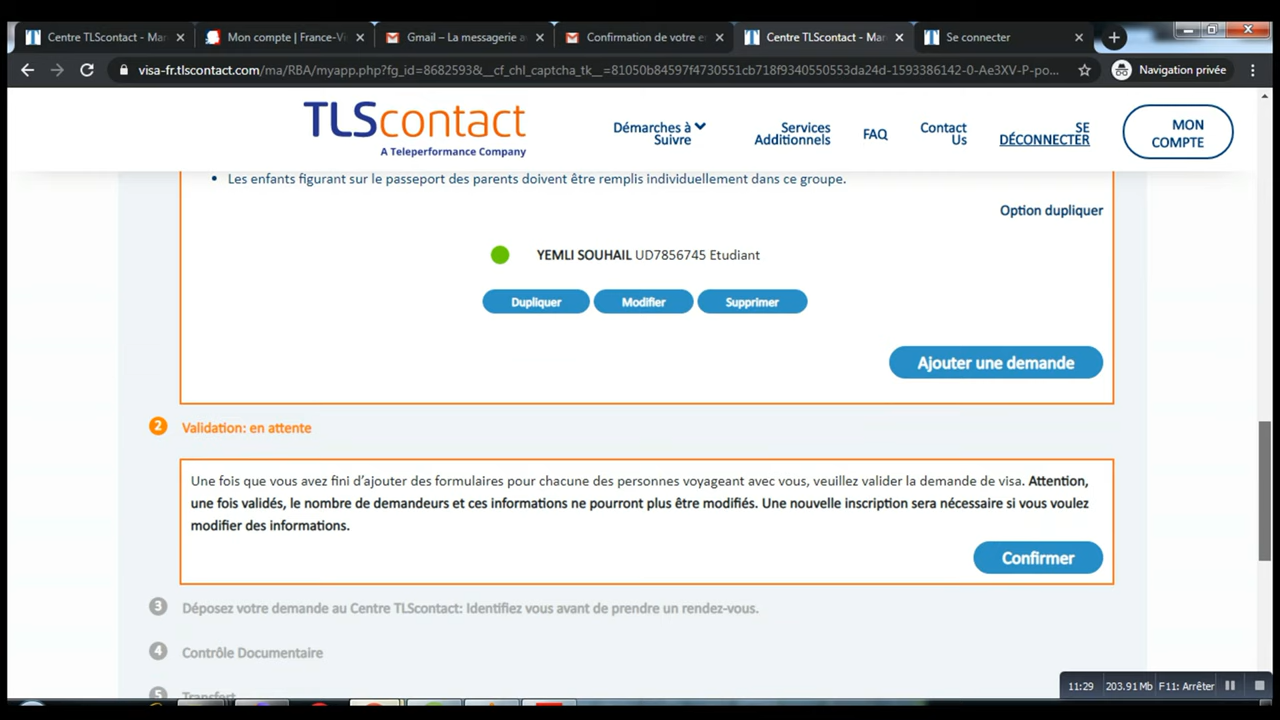 Centre TLScontact - Mar
Mon compte | France-Vi
Gmail – La messagerie a
Confirmation de votre e
Centre TLScontact - Mar
Se connecter
visa-fr.tlscontact.com/ma/RBA/myapp.php?fg_id=8682593&__cf_chl_captcha_tk__=81050b84597f4730551cb718f9340550553da24d-1593386142-0-Ae3XV-P-po...
Navigation privée
TLScontact
A Teleperformance Company
Démarches à
Suivre
Services
Additionnels
FAQ
Contact
Us
SE
DÉCONNECTER
MON
COMPTE
• Les enfants figurant sur le passeport des parents doivent être remplis individuellement dans ce groupe.
Option dupliquer
YEMLI SOUHAIL UD7856745 Etudiant
Dupliquer
Modifier
Supprimer
Ajouter une demande
2 Validation: en attente
Une fois que vous avez fini d'ajouter des formulaires pour chacune des personnes voyageant avec vous, veuillez valider la demande de visa. Attention,
une fois validés, le nombre de demandeurs et ces informations ne pourront plus être modifiés. Une nouvelle inscription sera nécessaire si vous voulez
modifier des informations.
Confirmer
3 Déposez votre demande au Centre TLScontact: Identifiez vous avant de prendre un rendez-vous.
4 Contrôle Documentaire
5 Transfert
11:29 203.91 Mb F11: Arrêter